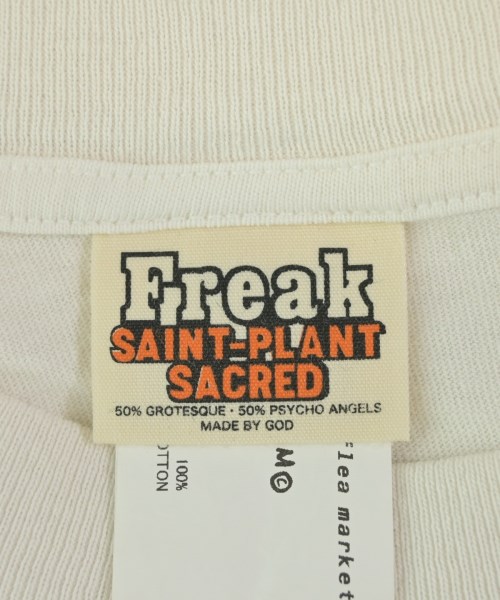 Freak
SAINT-PLANT
SACRED
50% GROTESQUE · 50% PSYCHO ANGELS
MADE BY GOD
100%
OTTON
M©
flea market